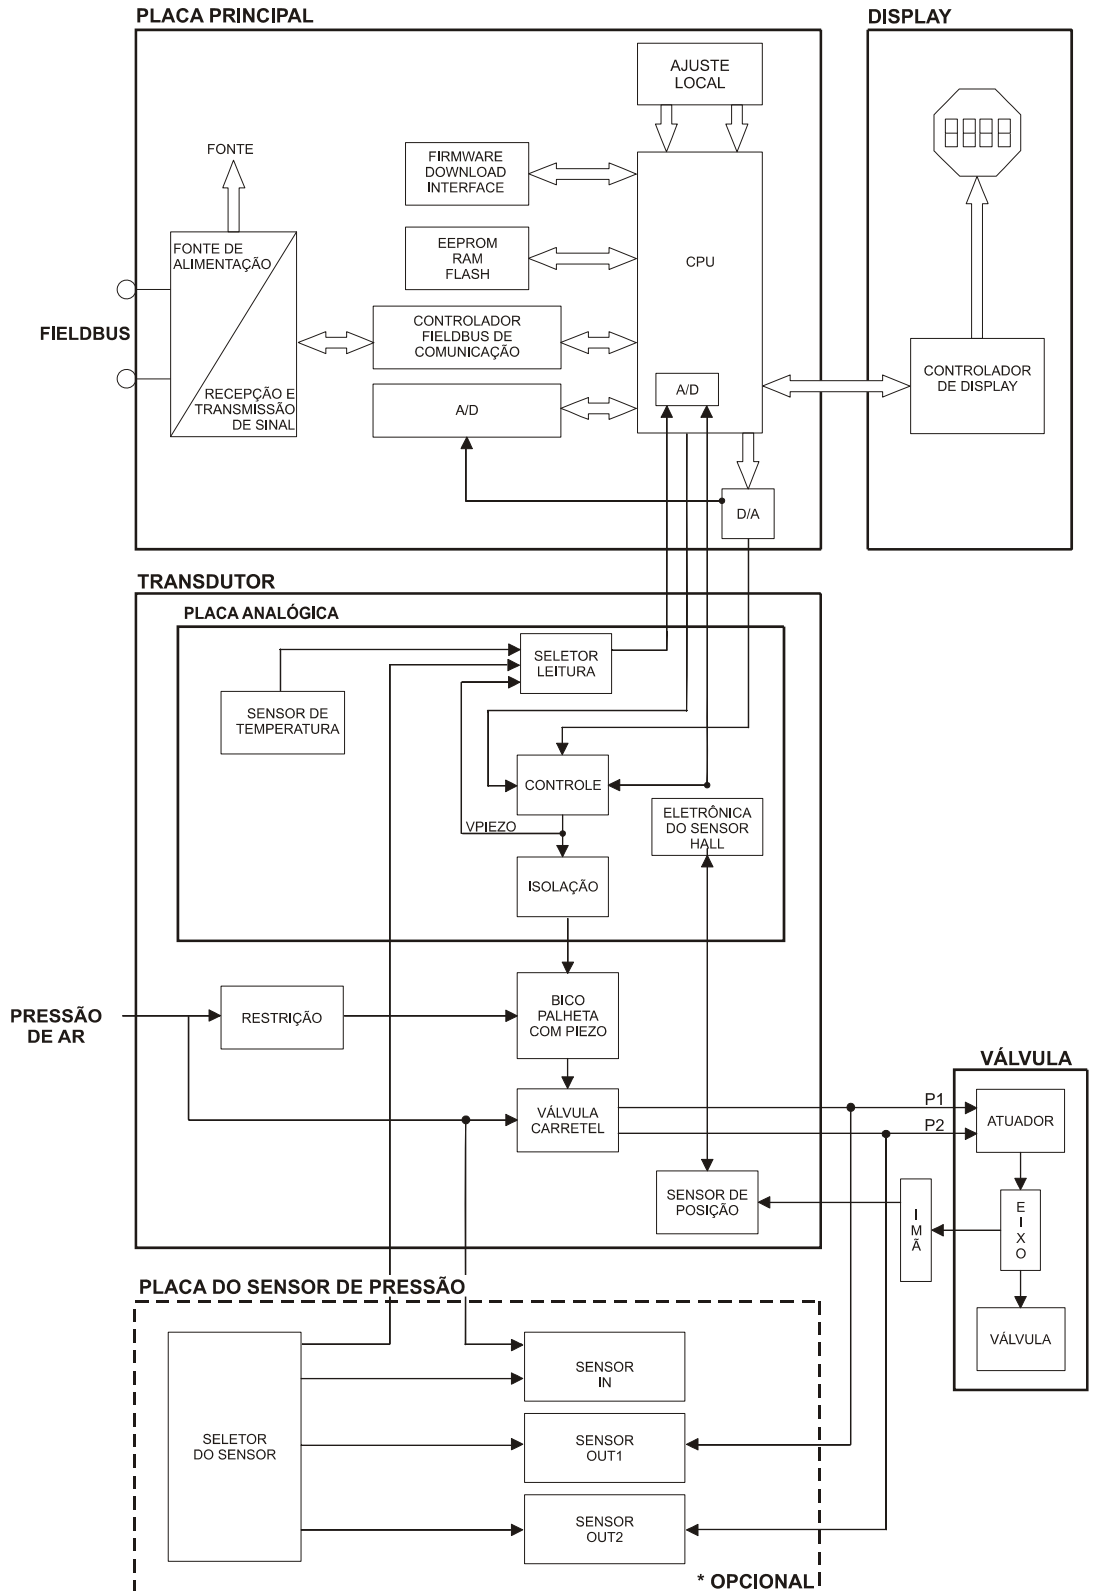 PLACA PRINCIPAL
DISPLAY
AJUSTE
LOCAL
FONTE
FIRMWARE
DOWNLOAD
INTERFACE
FONTE DE
ALIMENTAÇÃO
EEPROM
RAM
FLASH
CPU
FIELDBUS
CONTROLADOR
FIELDBUS DE
COMUNICAÇÃO
RECEPÇÃO E
TRANSMISSÃO
DE SINAL
A/D
A/D
CONTROLADOR
DE DISPLAY
D/A
TRANSDUTOR
PLACA ANALÓGICA
SELETOR
LEITURA
SENSOR DE
TEMPERATURA
CONTROLE
VPIEZO
ELETRÔNICA
DO SENSOR
HALL
ISOLAÇÃO
PRESSÃO
DE AR
RESTRIÇÃO
BICO
PALHETA
COM PIEZO
VÁLVULA
CARRETEL
P1
P2
VÁLVULA
ATUADOR
SENSOR DE
POSIÇÃO
I
M
Ã
E
I
X
O
VÁLVULA
PLACA DO SENSOR DE PRESSÃO
SELETOR
DO SENSOR
SENSOR
IN
SENSOR
OUT1
SENSOR
OUT2
* OPCIONAL